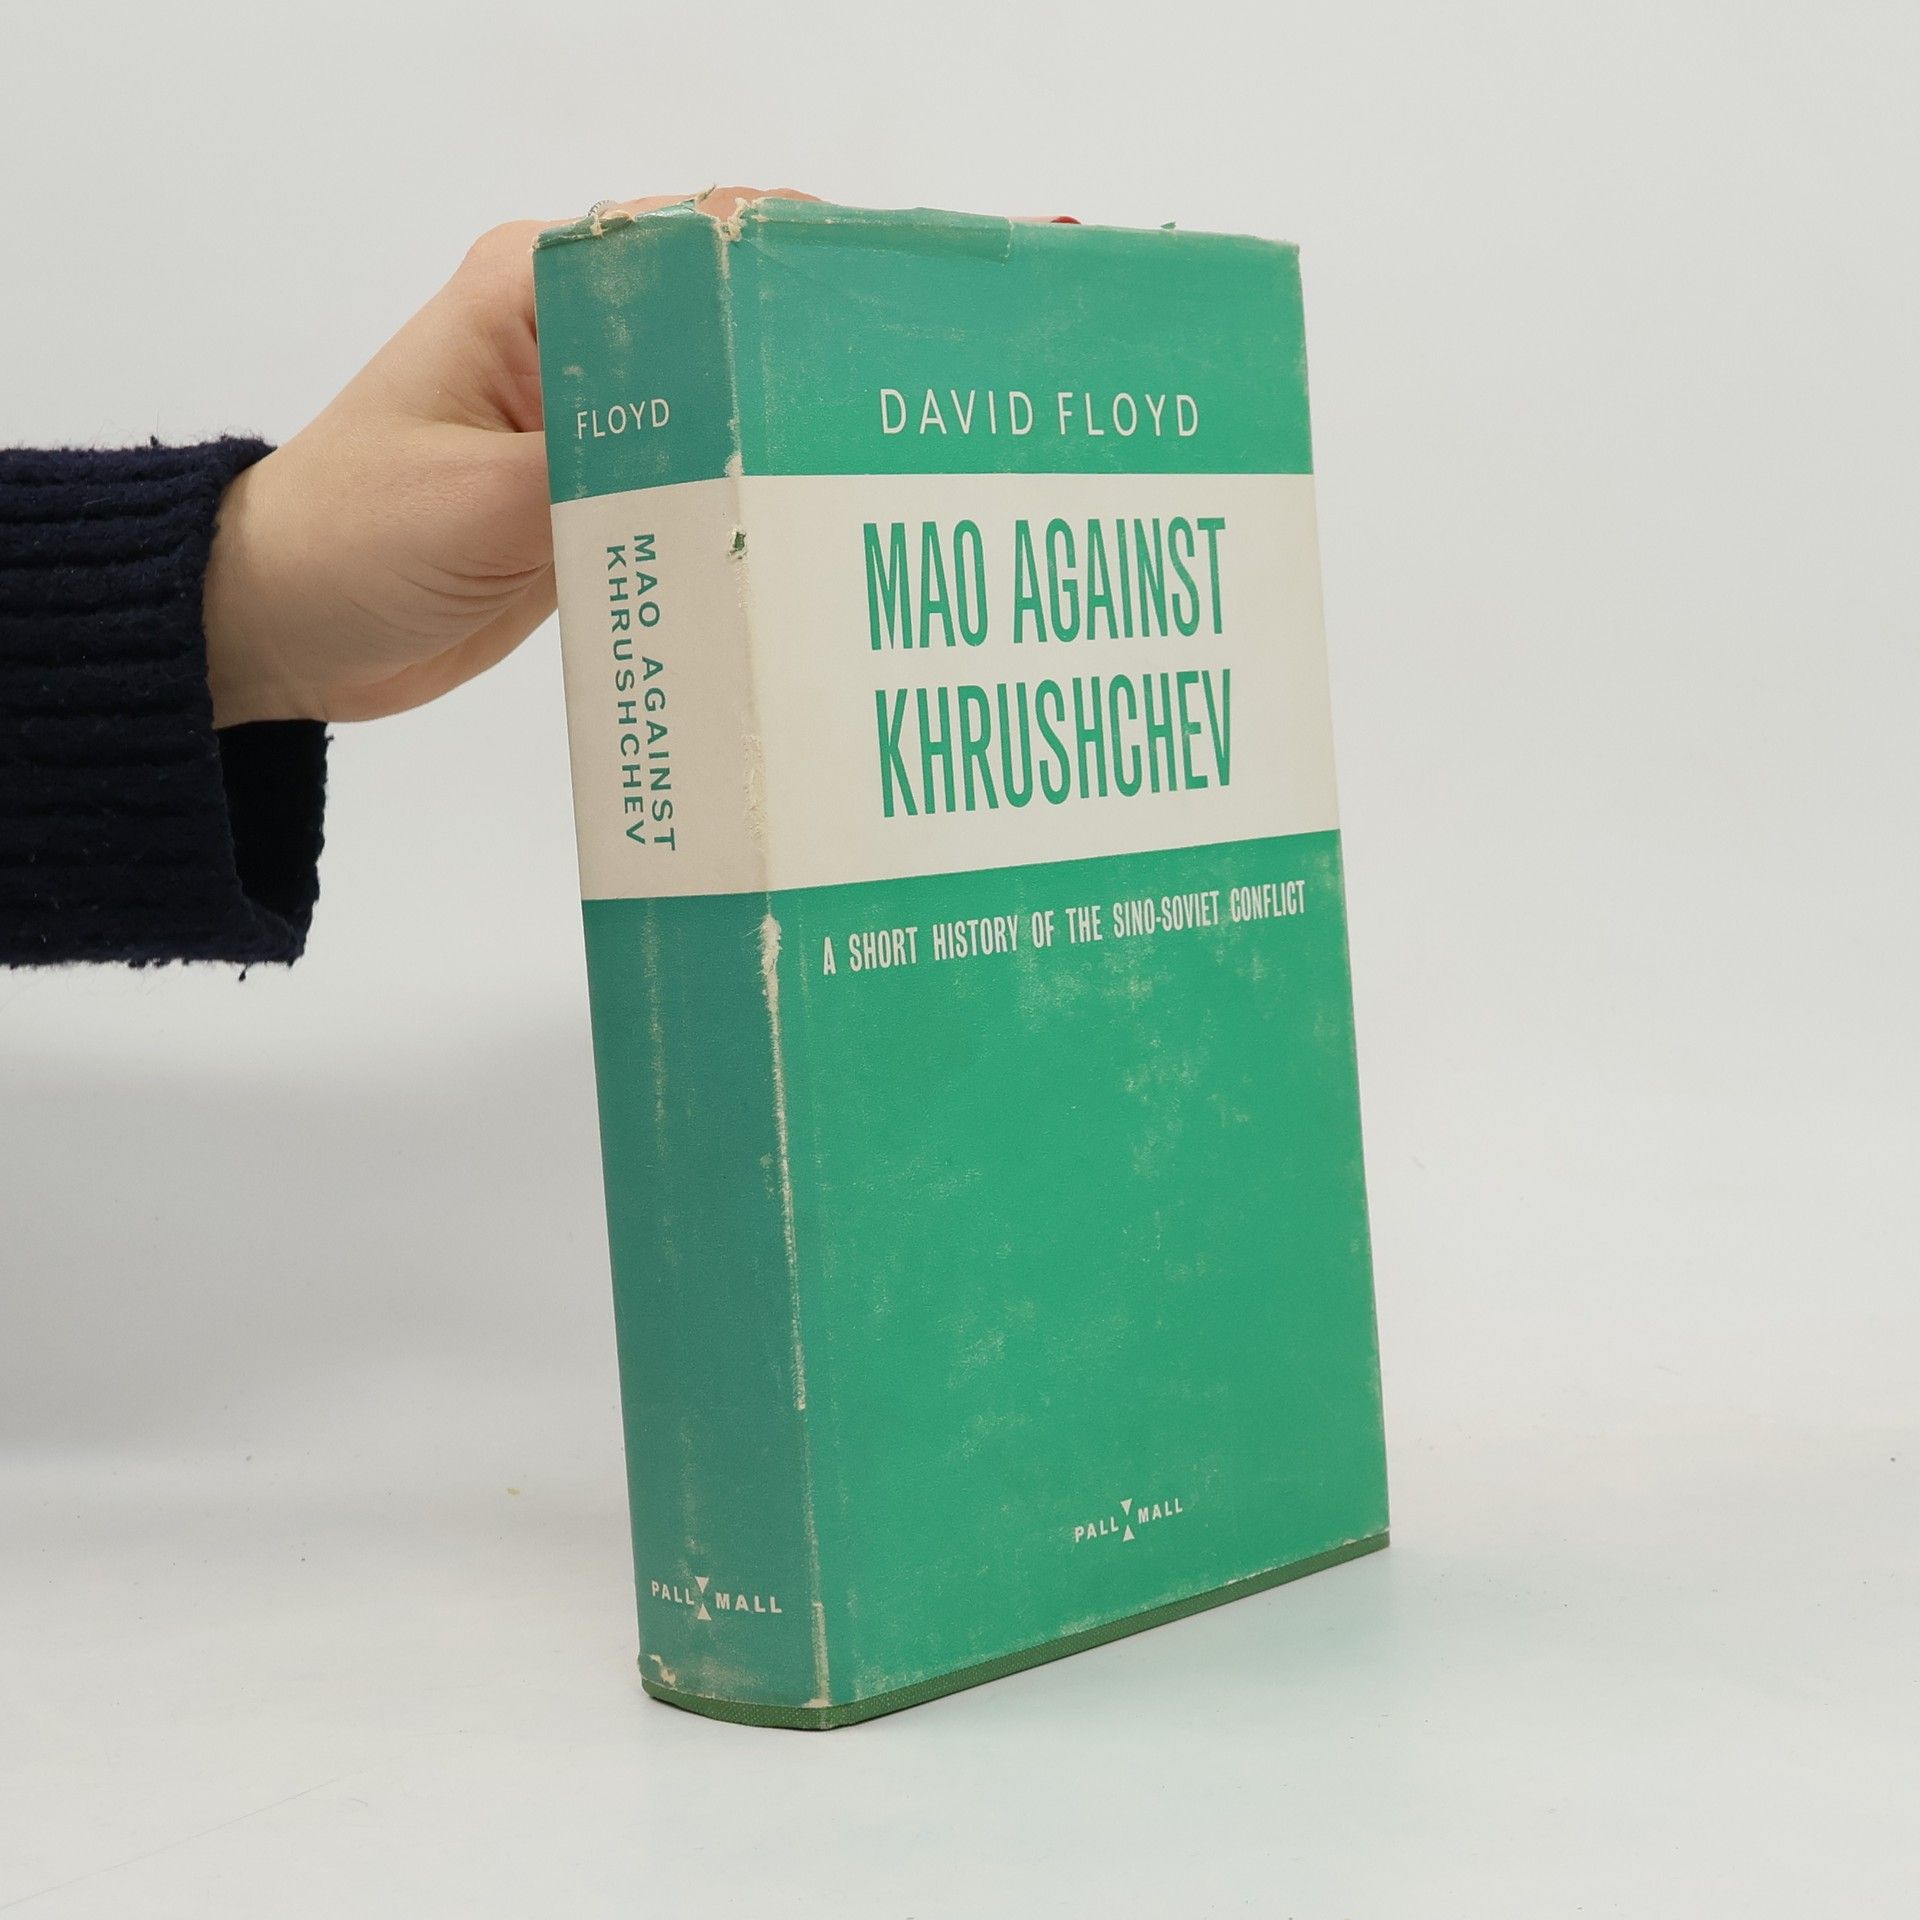 FLOYD
MAO AGAINST
KHRUSHCHEV
PALL MALL
DAVID FLOYD
MAO AGAINST
KHRUSHCHEV
A SHORT HISTORY OF THE SINO-SOVIET CONFLICT
PALL MALL